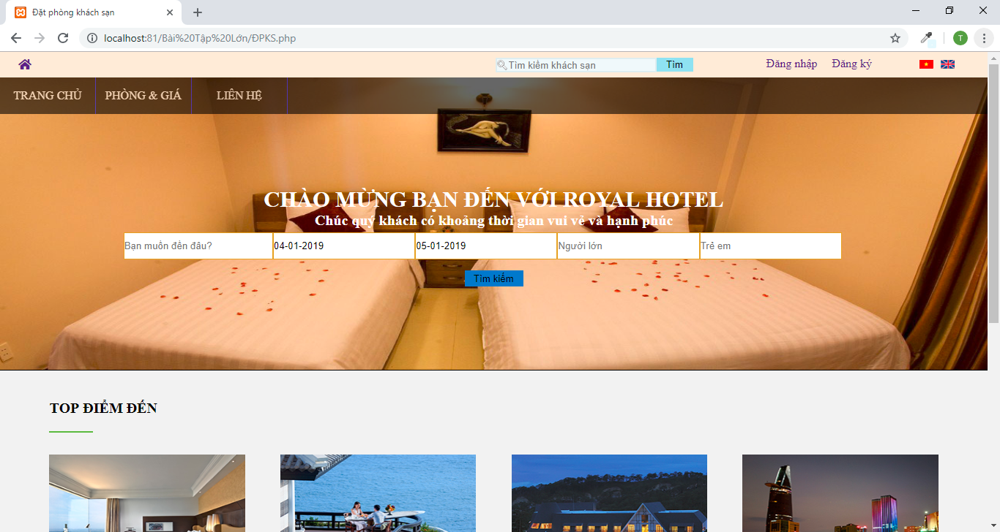 Đặt phòng khách sạn
localhost:81/Bài%20Tập%20Lớn/ĐPKS.php
T
Tìm kiếm khách sạn
Tìm
Đăng nhập
Đăng ký
TRANG CHỦ
PHÒNG & GIÁ
LIÊN HỆ
CHÀO MỪNG BẠN ĐẾN VỚI ROYAL HOTEL
Chúc quý khách có khoảng thời gian vui vẻ và hạnh phúc
Bạn muốn đến đâu?
04-01-2019
05-01-2019
Người lớn
Trẻ em
Tìm kiếm
TOP ĐIỂM ĐẾN